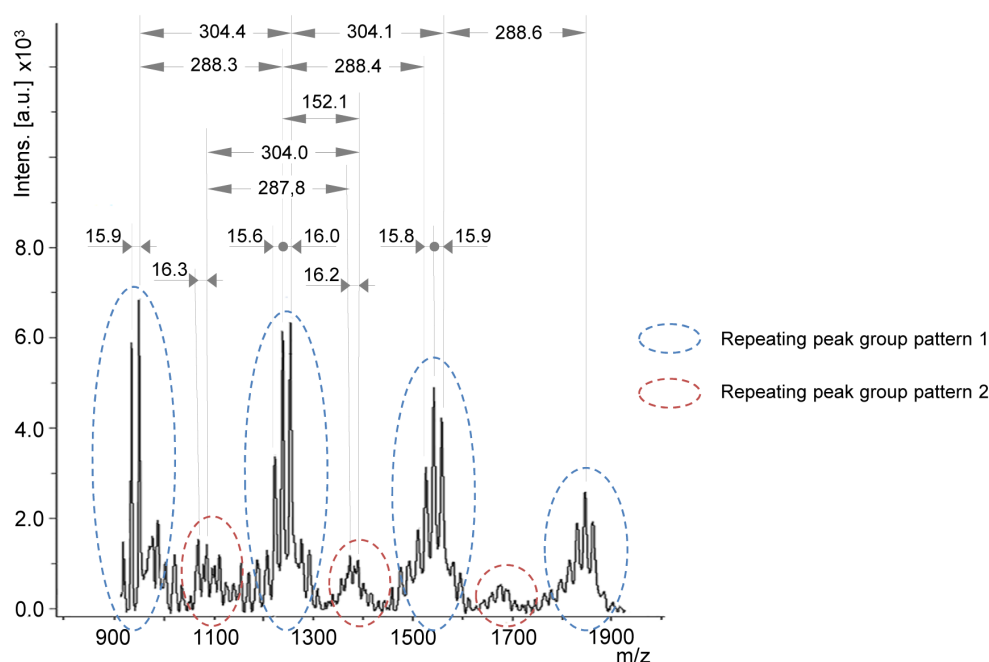 304.4 304.1 288.6
288.3 288.4
152.1
304.0
287,8
15.9 15.6 16.0 15.8 15.9
16.3 16.2
Intens. [a.u.] x10³
8.0
6.0
4.0
2.0
0.0
900 1100 1300 1500 1700 1900
m/z
Repeating peak group pattern 1
Repeating peak group pattern 2